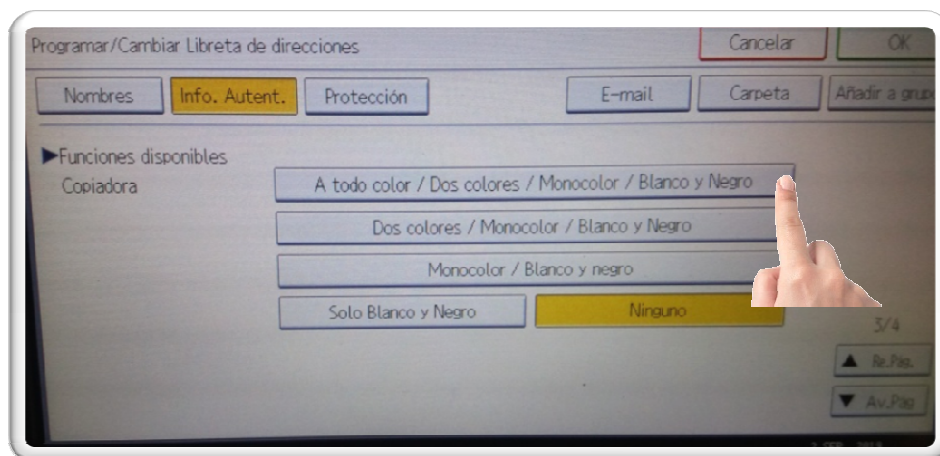 Programar/Cambiar Libreta de direcciones
Cancelar
OK
Nombres
Info. Autent.
Protección
E-mail
Carpeta
Añadir a grupo
▶Funciones disponibles
Copiadora
A todo color / Dos colores / Monocolor / Blanco y Negro
Dos colores / Monocolor / Blanco y Negro
Monocolor / Blanco y negro
Solo Blanco y Negro
Ninguno
3/4
▲ Re.Pág.
▼ Av.Pág